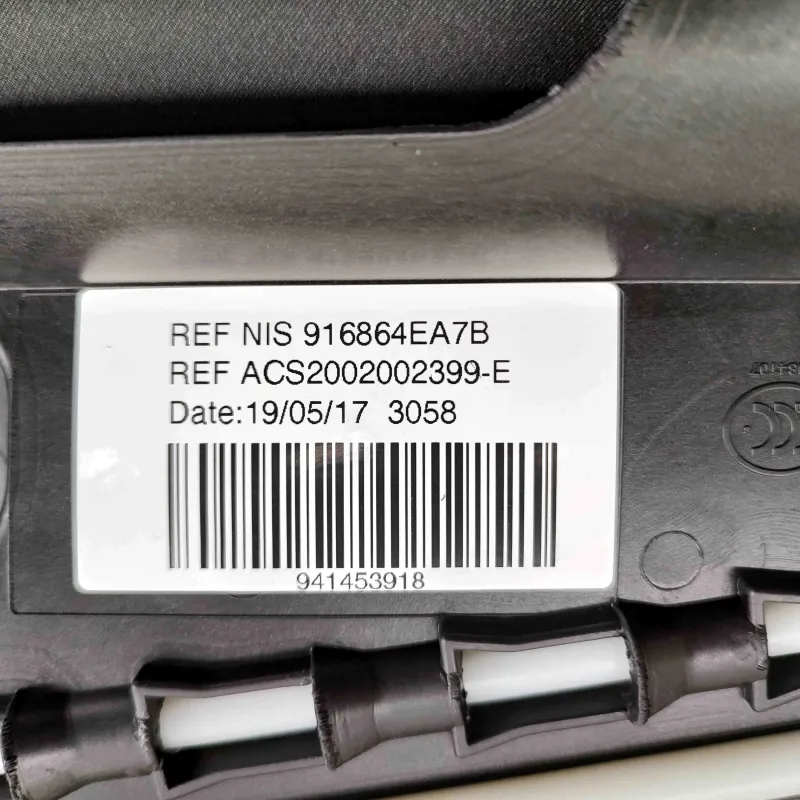 REF NIS 916864EA7B
REF ACS2002002399-E
Date:19/05/17 3058
941453918